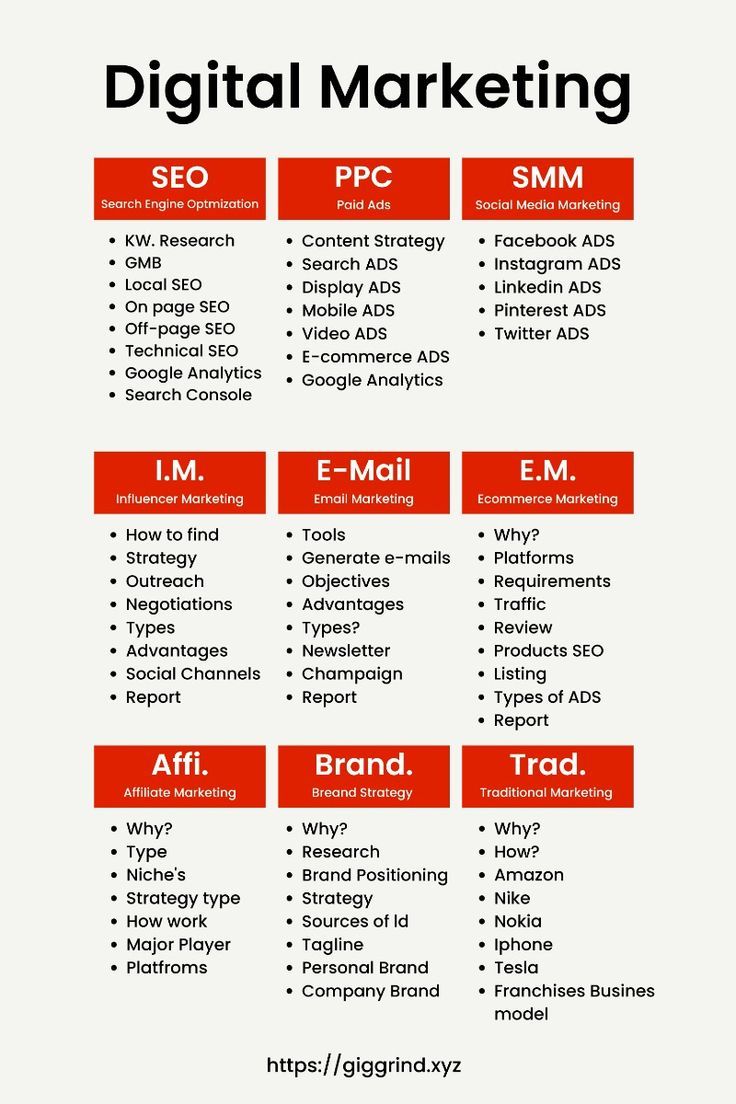 Digital Marketing
SEO
Search Engine Optmization
KW. Research
GMB
Local SEO
On page SEO
Off-page SEO
Technical SEO
Google Analytics
Search Console
PPC
Paid Ads
Content Strategy
Search ADS
Display ADS
Mobile ADS
Video ADS
E-commerce ADS
Google Analytics
SMM
Social Media Marketing
Facebook ADS
Instagram ADS
Linkedin ADS
Pinterest ADS
Twitter ADS
I.M.
Influencer Marketing
How to find
Strategy
Outreach
Negotiations
Types
Advantages
Social Channels
Report
E-Mail
Email Marketing
Tools
Generate e-mails
Objectives
Advantages
Types?
Newsletter
Champaign
Report
E.M.
Ecommerce Marketing
Why?
Platforms
Requirements
Traffic
Review
Products SEO
Listing
Types of ADS
Report
Affi.
Affiliate Marketing
Why?
Type
Niche's
Strategy type
How work
Major Player
Platfroms
Brand.
Breand Strategy
Why?
Research
Brand Positioning
Strategy
Sources of Id
Tagline
Personal Brand
Company Brand
Trad.
Traditional Marketing
Why?
How?
Amazon
Nike
Nokia
Iphone
Tesla
Franchises Busines
model
https://giggrind.xyz